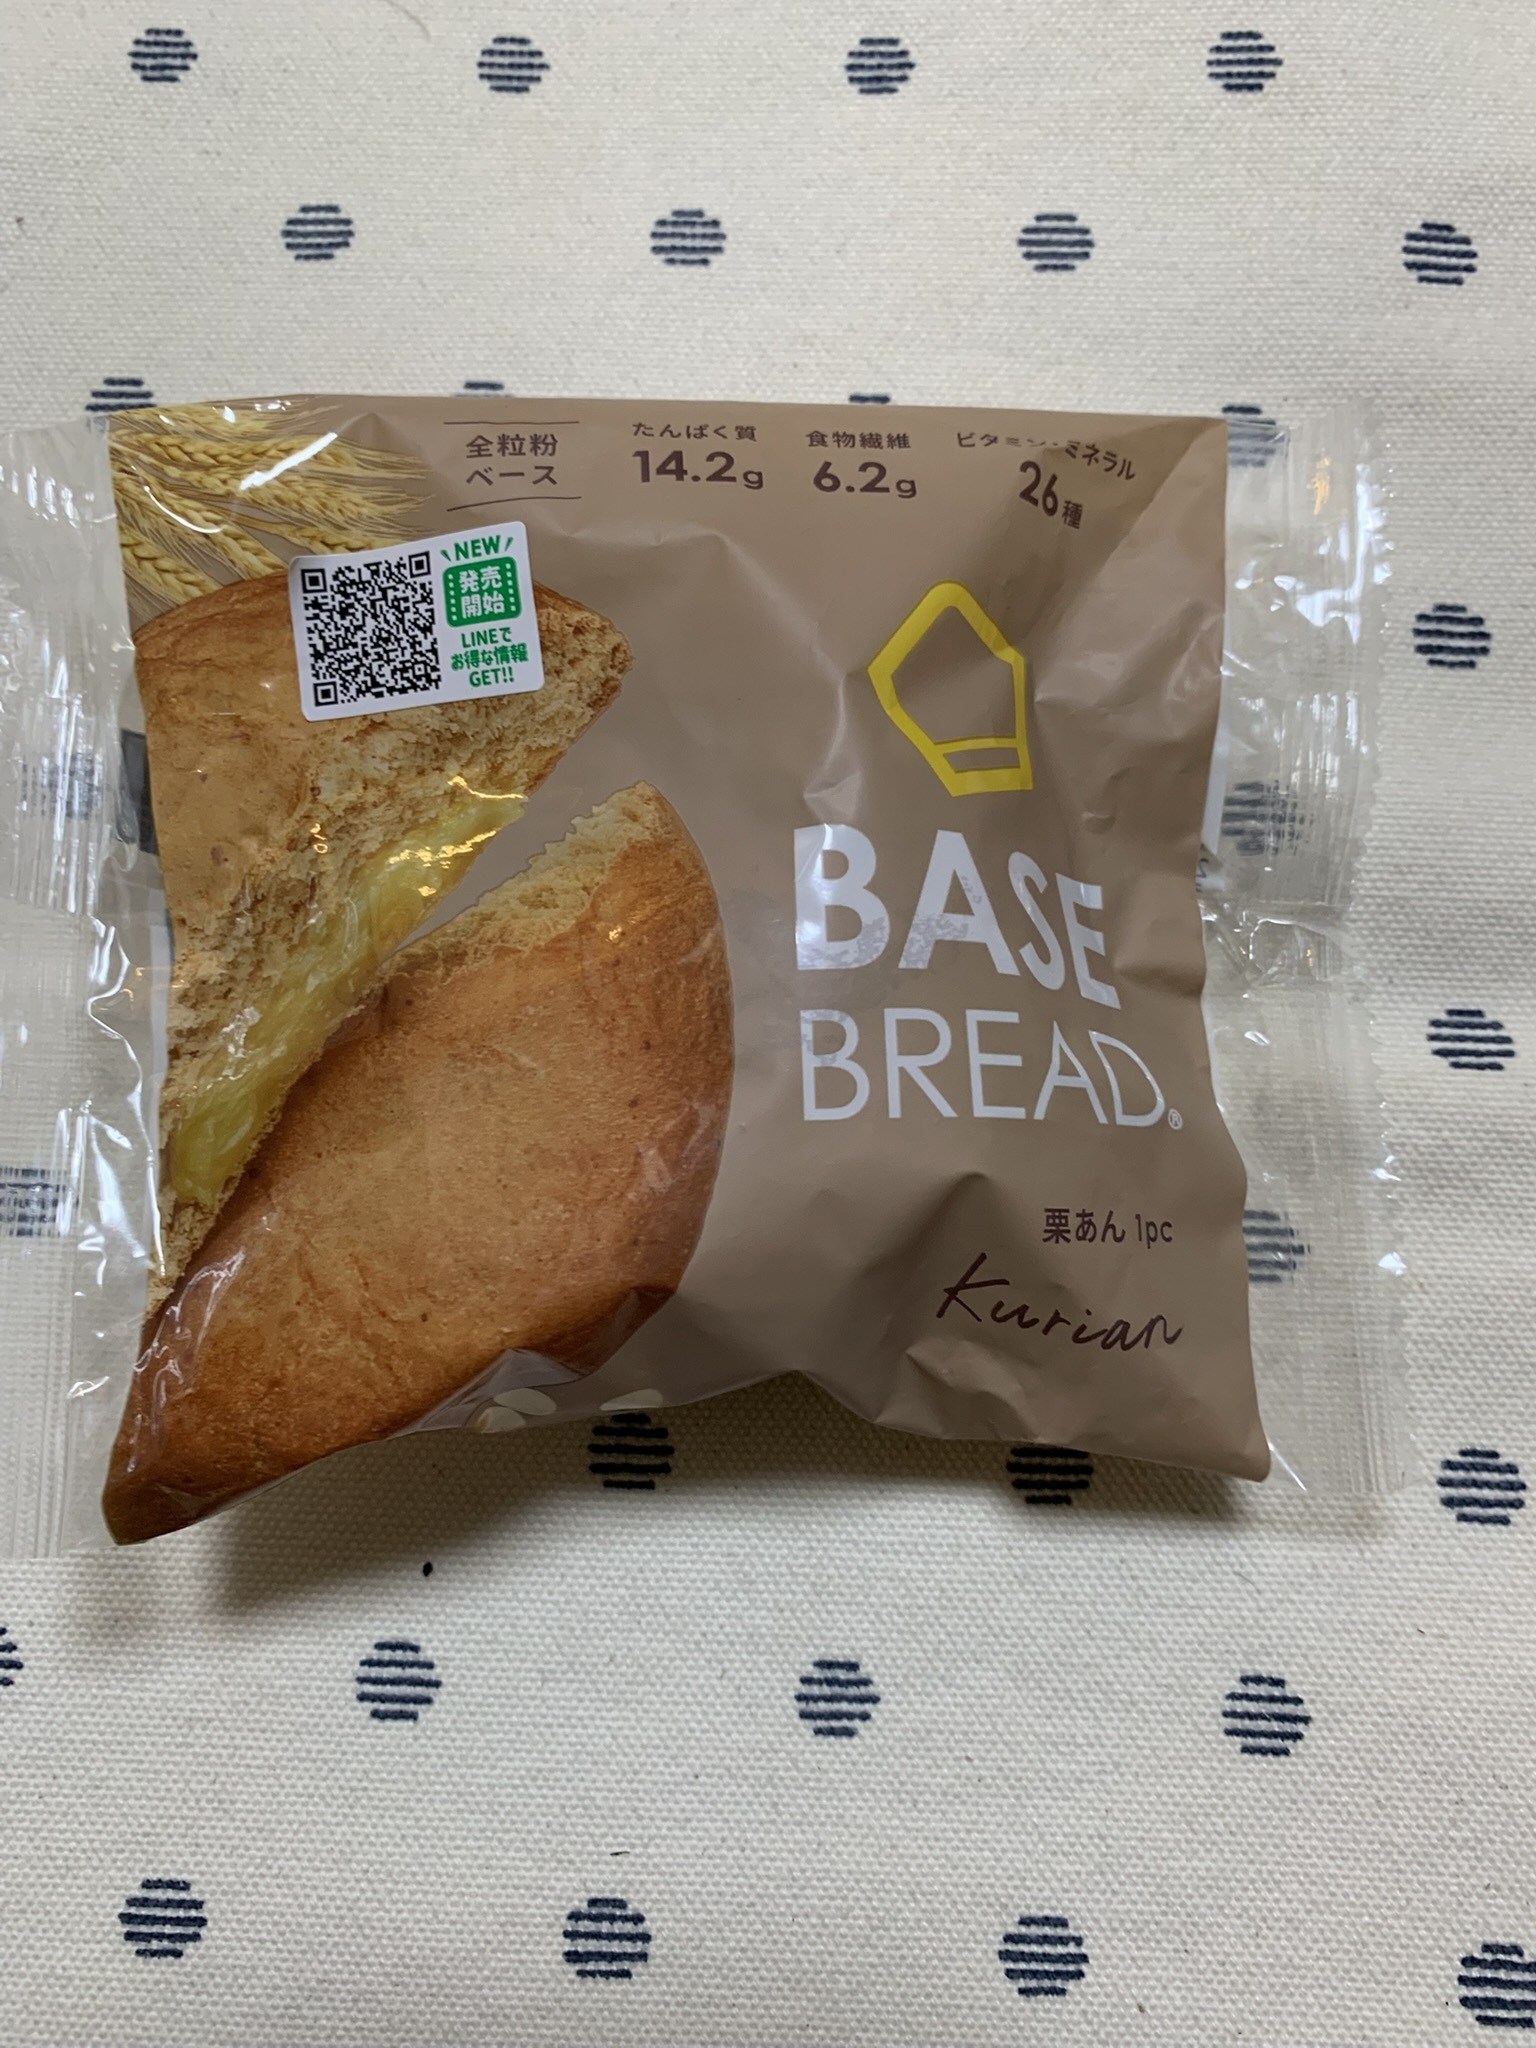 全粒粉
ベース
たんぱく質
14.2g
食物繊維
6.2g
ビタミン・ミネラル
26種
NEW
発売
開始
LINEで
お得な情報
GET!!
BASE
BREAD®
栗あん 1pc
Kurian